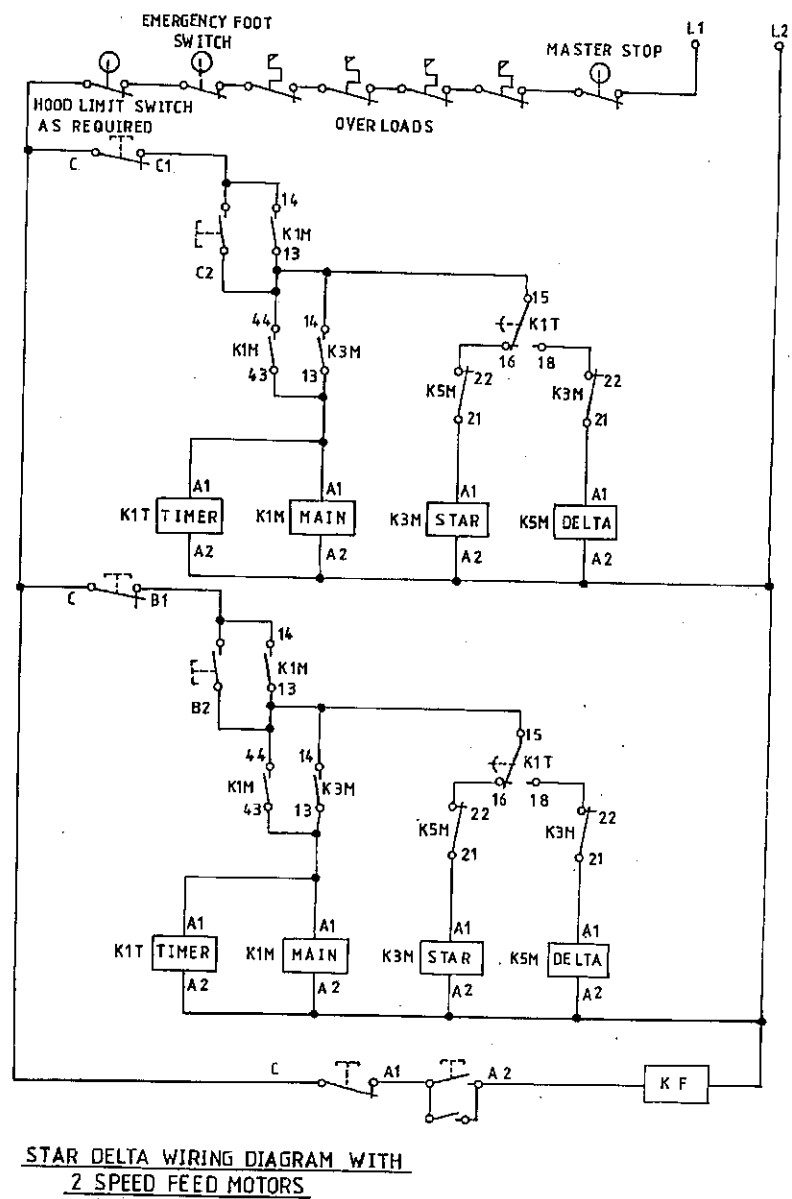 EMERGENCY FOOT
SWITCH
L1
L2
MASTER STOP
HOOD LIMIT SWITCH
AS REQUIRED
OVERLOADS
C
C1
14
K1M
13
C2
15
K1T
44
14
K1M
K3M
16
18
43
13
K5M
22
K3M
22
21
21
A1
A1
A1
A1
K1T
TIMER
K1M
MAIN
K3M
STAR
K5M
DELTA
A2
A2
A2
A2
C
B1
14
K1M
13
B2
15
K1T
44
14
K1M
K3M
16
18
43
13
K5M
22
K3M
22
21
21
A1
A1
A1
A1
K1T
TIMER
K1M
MAIN
K3M
STAR
K5M
DELTA
A2
A2
A2
A2
C
A1
A2
KF
STAR DELTA WIRING DIAGRAM WITH
2 SPEED FEED MOTORS